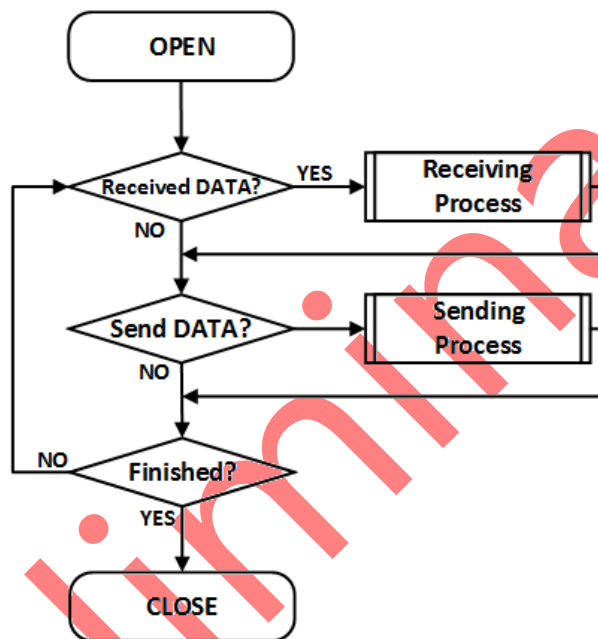 OPEN
Received DATA?
YES
Receiving
Process
NO
Send DATA?
Sending
Process
NO
NO
Finished?
YES
CLOSE